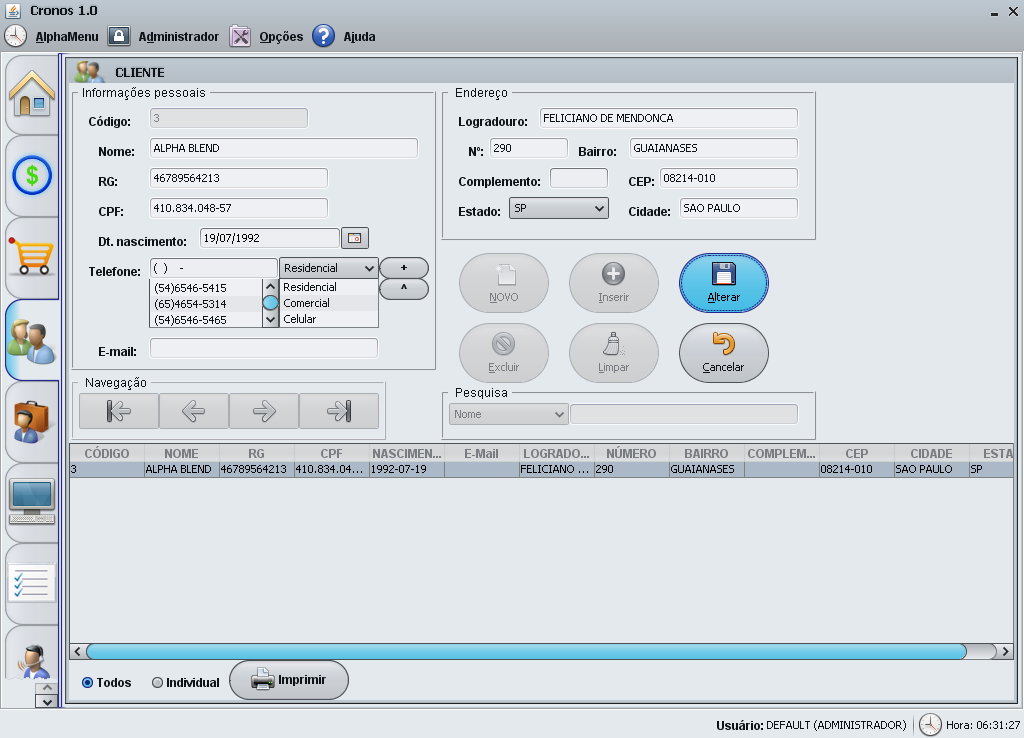 Cronos 1.0
AlphaMenu Administrador Opções Ajuda
CLIENTE
Informações pessoais
Código: 3
Nome: ALPHA BLEND
RG: 46789564213
CPF: 410.834.048-57
Dt. nascimento: 19/07/1992
Telefone: ( ) - Residencial +
(54)6546-5415 Residencial ^
(65)4654-5314 Comercial
(54)6546-5465 Celular
E-mail:
Endereço
Logradouro: FELICIANO DE MENDONCA
Nº: 290 Bairro: GUAIANASES
Complemento: CEP: 08214-010
Estado: SP Cidade: SAO PAULO
NOVO Inserir Alterar
Excluir Limpar Cancelar
Navegação
Pesquisa
Nome
CÓDIGO NOME RG CPF NASCIMEN... E-Mail LOGRADO... NÚMERO BAIRRO COMPLEM... CEP CIDADE ESTA
3 ALPHA BLEND 46789564213 410.834.04... 1992-07-19 FELICIANO ... 290 GUAIANASES 08214-010 SAO PAULO SP
Todos Individual Imprimir
Usuário: DEFAULT (ADMINISTRADOR) Hora: 06:31:27